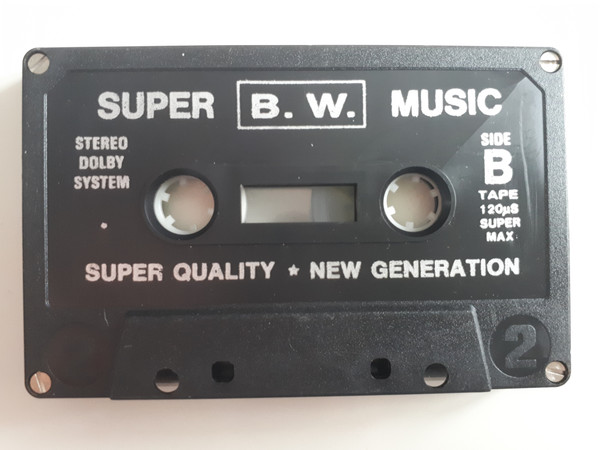 SUPER B. W. MUSIC
STEREO
DOLBY
SYSTEM
SIDE
B
TAPE
120µS
SUPER
MAX
SUPER QUALITY ★ NEW GENERATION
2